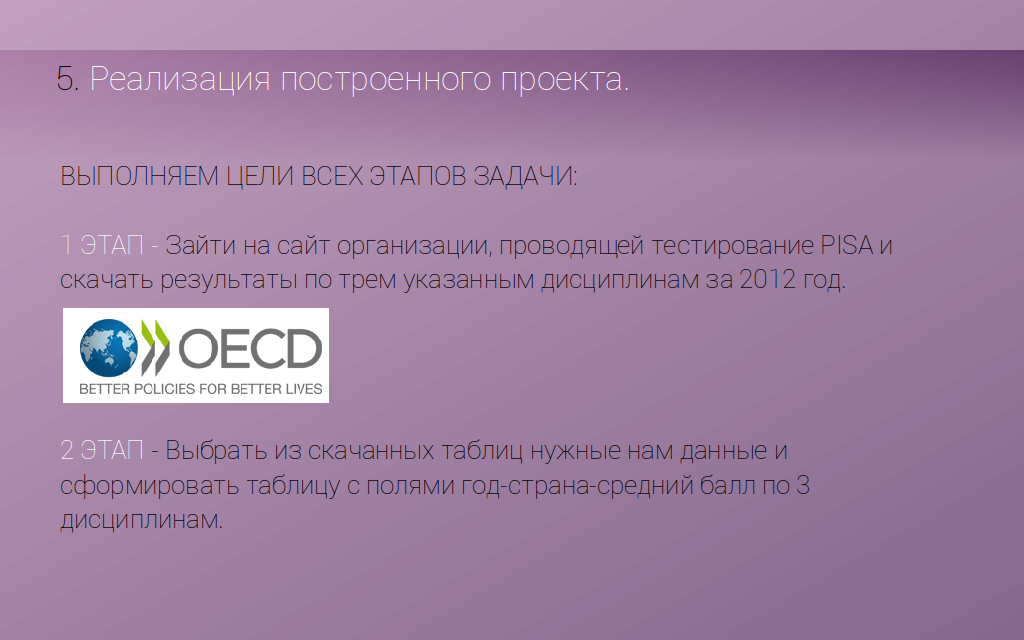 5. Реализация построенного проекта.
ВЫПОЛНЯЕМ ЦЕЛИ ВСЕХ ЭТАПОВ ЗАДАЧИ:
1 ЭТАП - Зайти на сайт организации, проводящей тестирование PISA и
скачать результаты по трем указанным дисциплинам за 2012 год.
OECD
BETTER POLICIES FOR BETTER LIVES
2 ЭТАП - Выбрать из скачанных таблиц нужные нам данные и
сформировать таблицу с полями год-страна-средний балл по 3
дисциплинам.